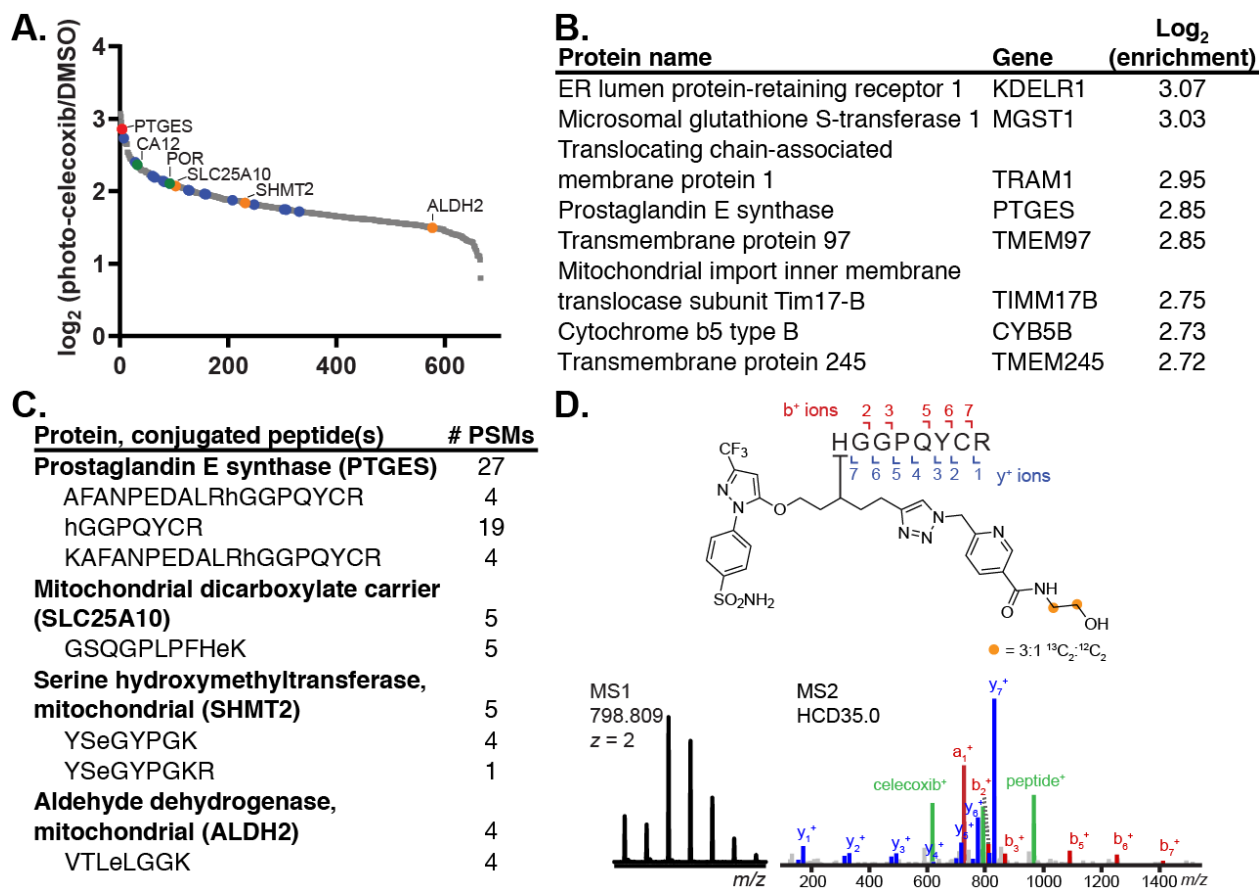 A.
4
3
2
1
0
log2 (photo-celecoxib/DMSO)
PTGES
CA12
POR
SLC25A10
SHMT2
ALDH2
0 200 400 600
B.
Protein name Gene Log2 (enrichment)
ER lumen protein-retaining receptor 1 KDELR1 3.07
Microsomal glutathione S-transferase 1 MGST1 3.03
Translocating chain-associated
membrane protein 1 TRAM1 2.95
Prostaglandin E synthase PTGES 2.85
Transmembrane protein 97 TMEM97 2.85
Mitochondrial import inner membrane
translocase subunit Tim17-B TIMM17B 2.75
Cytochrome b5 type B CYB5B 2.73
Transmembrane protein 245 TMEM245 2.72
C.
Protein, conjugated peptide(s) # PSMs
Prostaglandin E synthase (PTGES) 27
AFANPEDALRhGGPQYCR 4
hGGPQYCR 19
KAFANPEDALRhGGPQYCR 4
Mitochondrial dicarboxylate carrier
(SLC25A10) 5
GSQGPLPFHeK 5
Serine hydroxymethyltransferase,
mitochondrial (SHMT2) 5
YSeGYPGK 4
YSeGYPGKR 1
Aldehyde dehydrogenase,
mitochondrial (ALDH2) 4
VTLeLGGK 4
D.
b+ ions 2 3 5 6 7
HGGPQYCR
7 6 5 4 3 2 1 y+ ions
CF3
N
N
O
N
N=N
N
O
NH
OH
SO2NH2
= 3:1 13C2:12C2
MS1
798.809
z = 2
m/z
MS2
HCD35.0
celecoxib+
a1+
b2+
y7+
peptide+
y1+
y2+
y3+
y4+
y5+
y6+
b3+
b5+
b6+
b7+
200 400 600 800 1000 1200 1400 m/z